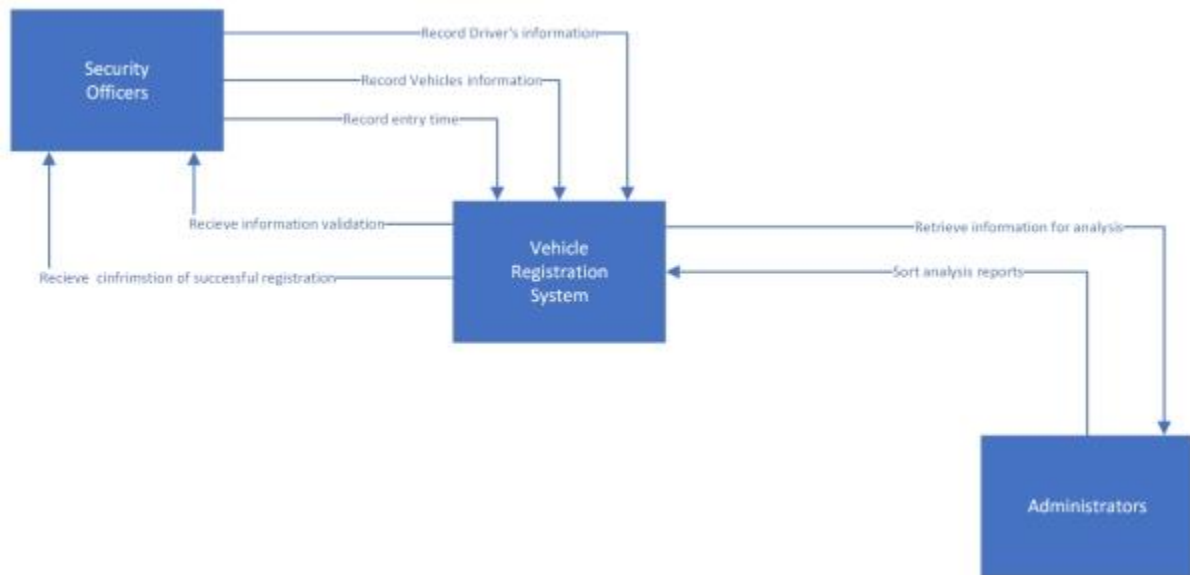 Security
Officers
Record Driver's information
Record Vehicles information
Record entry time
Recieve information validation
Recieve cinfrimstion of successful registration
Vehicle
Registration
System
Retrieve information for analysis
Sort analysis reports
Administrators